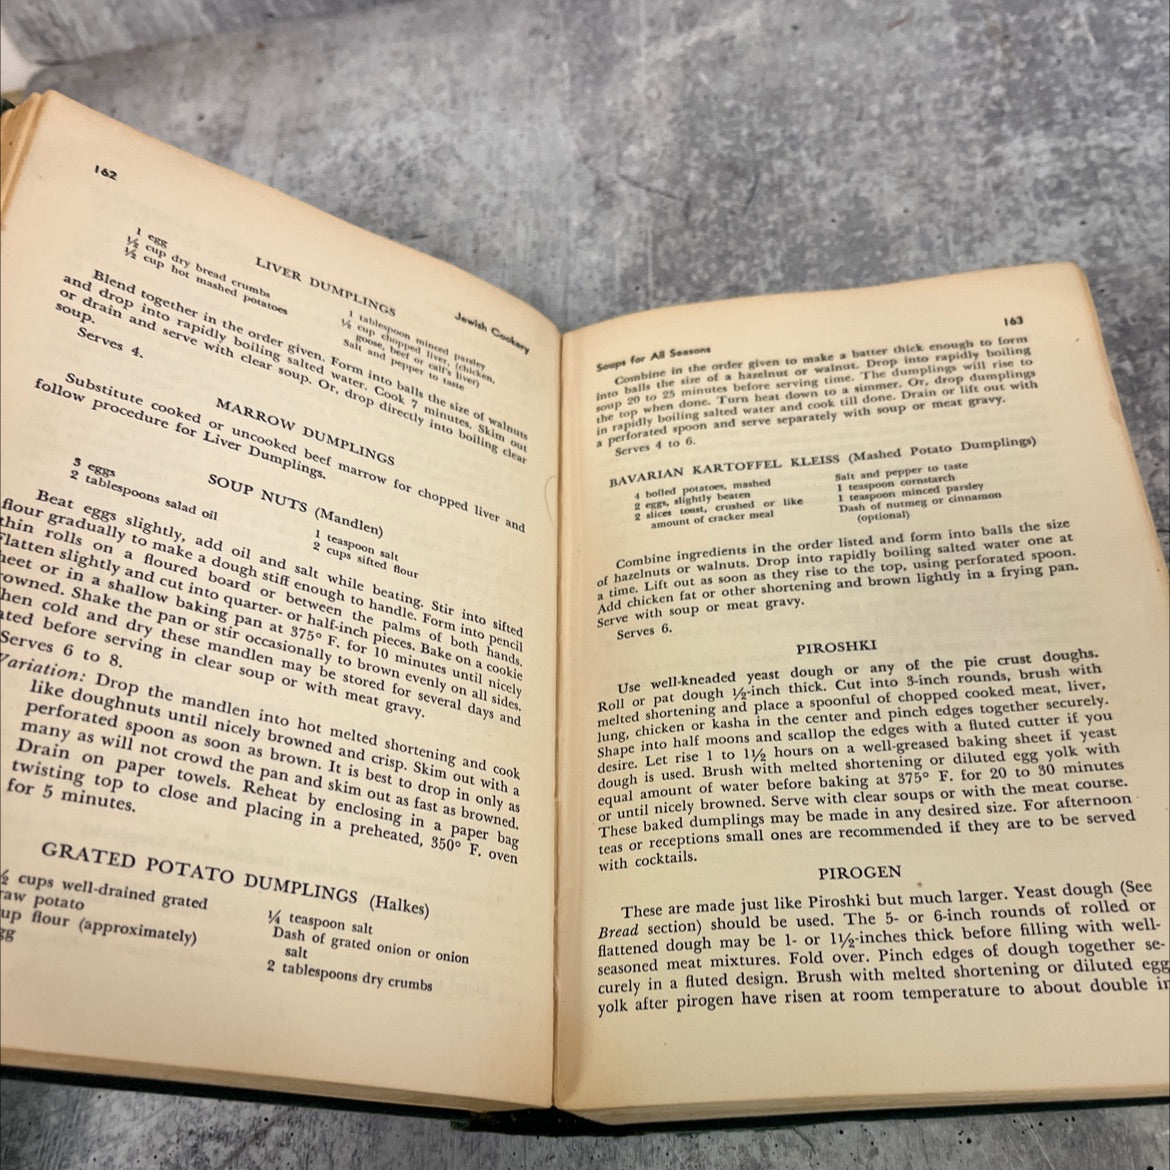 162
Jewish Cookery
LIVER DUMPLINGS
1 egg
½ cup dry bread crumbs
½ cup hot mashed potatoes
1 tablespoon minced parsley
½ cup chopped liver, (chicken,
goose, beef or calf's liver)
Salt and pepper to taste
Blend together in the order given. Form into balls the size of walnuts
and drop into rapidly boiling salted water. Cook 7 minutes. Skim out
or drain and serve with clear soup. Or, drop directly into boiling clear
soup.
Serves 4.
MARROW DUMPLINGS
Substitute cooked or uncooked beef marrow for chopped liver and
follow procedure for Liver Dumplings.
SOUP NUTS (Mandlen)
3 eggs
2 tablespoons salad oil
1 teaspoon salt
2 cups sifted flour
Beat eggs slightly, add oil and salt while beating. Stir into sifted
flour gradually to make a dough stiff enough to handle. Form into pencil
thin rolls on a floured board or between the palms of both hands.
Flatten slightly and cut into quarter- or half-inch pieces. Bake on a cookie
heet or in a shallow baking pan at 375° F. for 10 minutes until nicely
rowned. Shake the pan or stir occasionally to brown evenly on all sides.
hen cold and dry these mandlen may be stored for several days and
ated before serving in clear soup or with meat gravy.
Serves 6 to 8.
Variation: Drop the mandlen into hot melted shortening and cook
like doughnuts until nicely browned and crisp. Skim out with a
perforated spoon as soon as brown. It is best to drop in only as
many as will not crowd the pan and skim out as fast as browned.
Drain on paper towels. Reheat by enclosing in a paper bag
twisting top to close and placing in a preheated, 350° F. oven
for 5 minutes.
GRATED POTATO DUMPLINGS (Halkes)
½ cups well-drained grated
raw potato
up flour (approximately)
gg
¼ teaspoon salt
Dash of grated onion or onion
salt
2 tablespoons dry crumbs
163
Soups for All Seasons
Combine in the order given to make a batter thick enough to form
into balls the size of a hazelnut or walnut. Drop into rapidly boiling
soup 20 to 25 minutes before serving time. The dumplings will rise to
the top when done. Turn heat down to a simmer. Or, drop dumplings
in rapidly boiling salted water and cook till done. Drain or lift out with
a perforated spoon and serve separately with soup or meat gravy.
Serves 4 to 6.
BAVARIAN KARTOFFEL KLEISS (Mashed Potato Dumplings)
4 boiled potatoes, mashed
2 eggs, slightly beaten
2 slices toast, crushed or like
amount of cracker meal
Salt and pepper to taste
1 teaspoon cornstarch
1 teaspoon minced parsley
Dash of nutmeg or cinnamon
(optional)
Combine ingredients in the order listed and form into balls the size
of hazelnuts or walnuts. Drop into rapidly boiling salted water one at
a time. Lift out as soon as they rise to the top, using perforated spoon.
Add chicken fat or other shortening and brown lightly in a frying pan.
Serve with soup or meat gravy.
Serves 6.
PIROSHKI
Use well-kneaded yeast dough or any of the pie crust doughs.
Roll or pat dough ½-inch thick. Cut into 3-inch rounds, brush with
melted shortening and place a spoonful of chopped cooked meat, liver,
lung, chicken or kasha in the center and pinch edges together securely.
Shape into half moons and scallop the edges with a fluted cutter if you
desire. Let rise 1 to 1½ hours on a well-greased baking sheet if yeast
dough is used. Brush with melted shortening or diluted egg yolk with
equal amount of water before baking at 375° F. for 20 to 30 minutes
or until nicely browned. Serve with clear soups or with the meat course.
These baked dumplings may be made in any desired size. For afternoon
teas or receptions small ones are recommended if they are to be served
with cocktails.
PIROGEN
These are made just like Piroshki but much larger. Yeast dough (See
Bread section) should be used. The 5- or 6-inch rounds of rolled or
flattened dough may be 1- or 1½-inches thick before filling with well-
seasoned meat mixtures. Fold over. Pinch edges of dough together se-
curely in a fluted design. Brush with melted shortening or diluted egg
yolk after pirogen have risen at room temperature to about double in